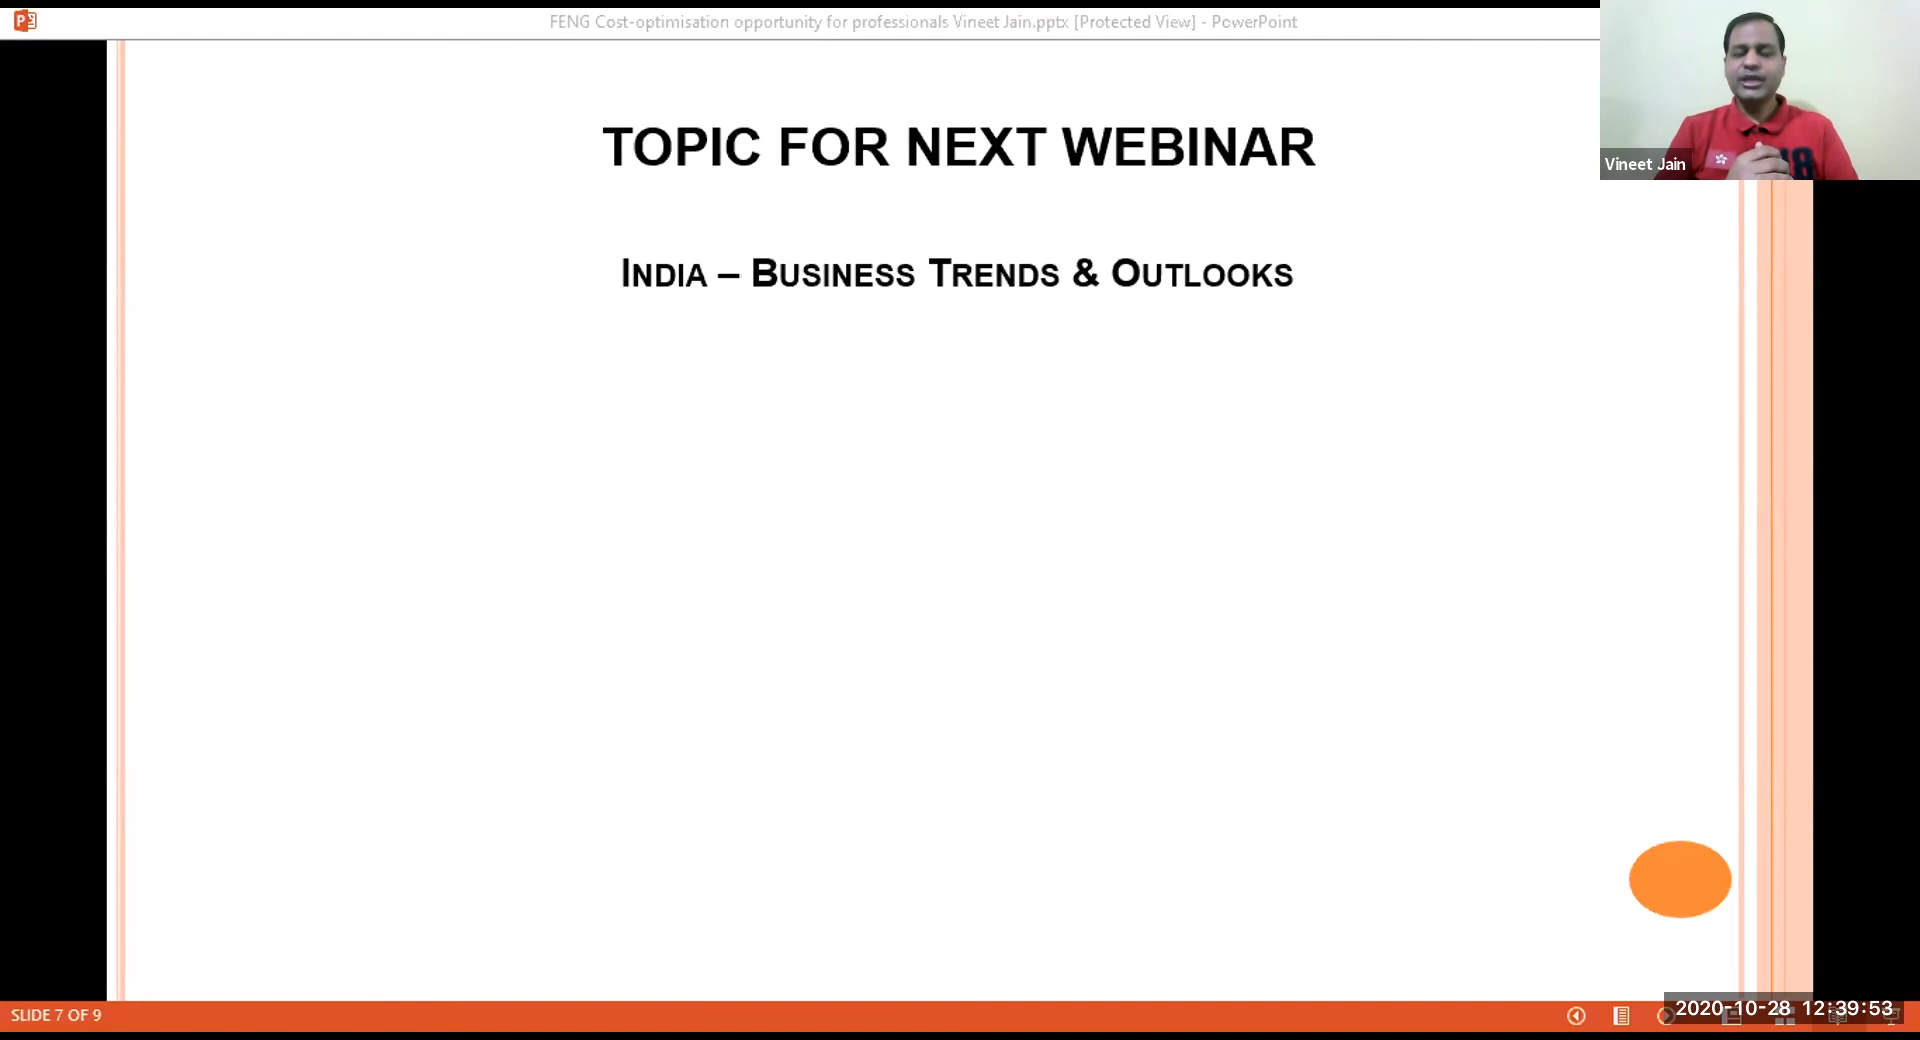 FENG Cost-optimisation opportunity for professionals Vineet Jain.pptx [Protected View] - PowerPoint
TOPIC FOR NEXT WEBINAR
Vineet Jain
18
INDIA – BUSINESS TRENDS & OUTLOOKS
SLIDE 7 OF 9
2020-10-28 12:39:53